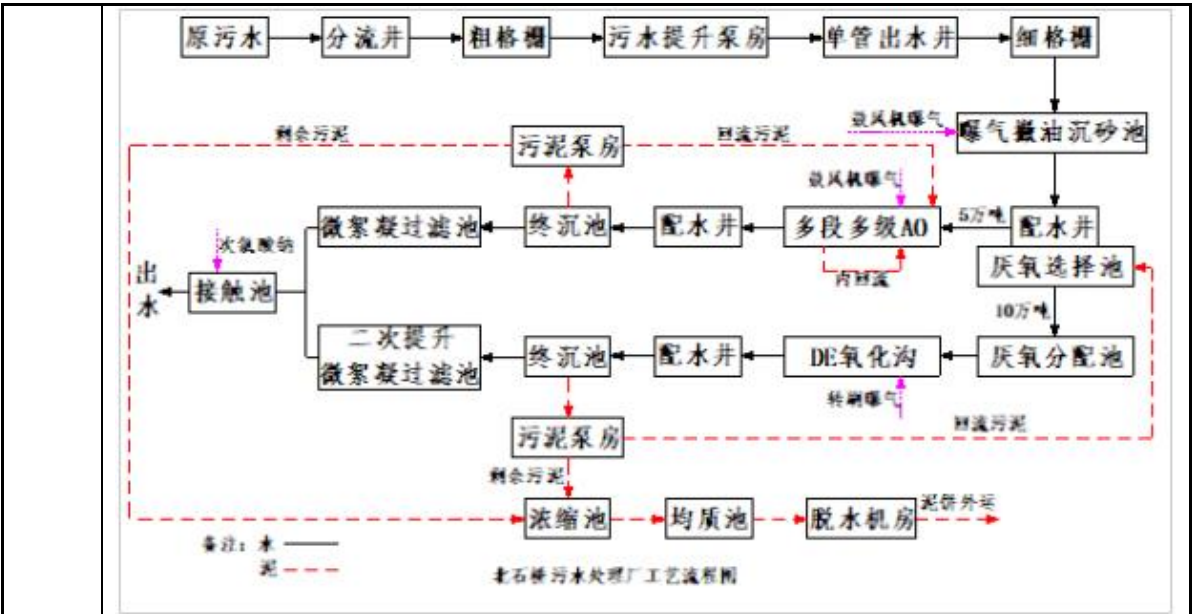 原污水
分流井
粗格栅
污水提升泵房
单管出水井
细格栅
鼓风机曝气
曝气撇油沉砂池
剩余污泥
污泥泵房
回流污泥
鼓风机曝气
微絮凝过滤池
终沉池
配水井
多段多级AO
5万吨
配水井
厌氧选择池
内回流
次氯酸钠
出水
接触池
10万吨
二次提升
微絮凝过滤池
终沉池
配水井
DE氧化沟
厌氧分配池
转刷曝气
污泥泵房
回流污泥
剩余污泥
浓缩池
均质池
脱水机房
泥饼外运
备注：水
泥
北石桥污水处理厂工艺流程图